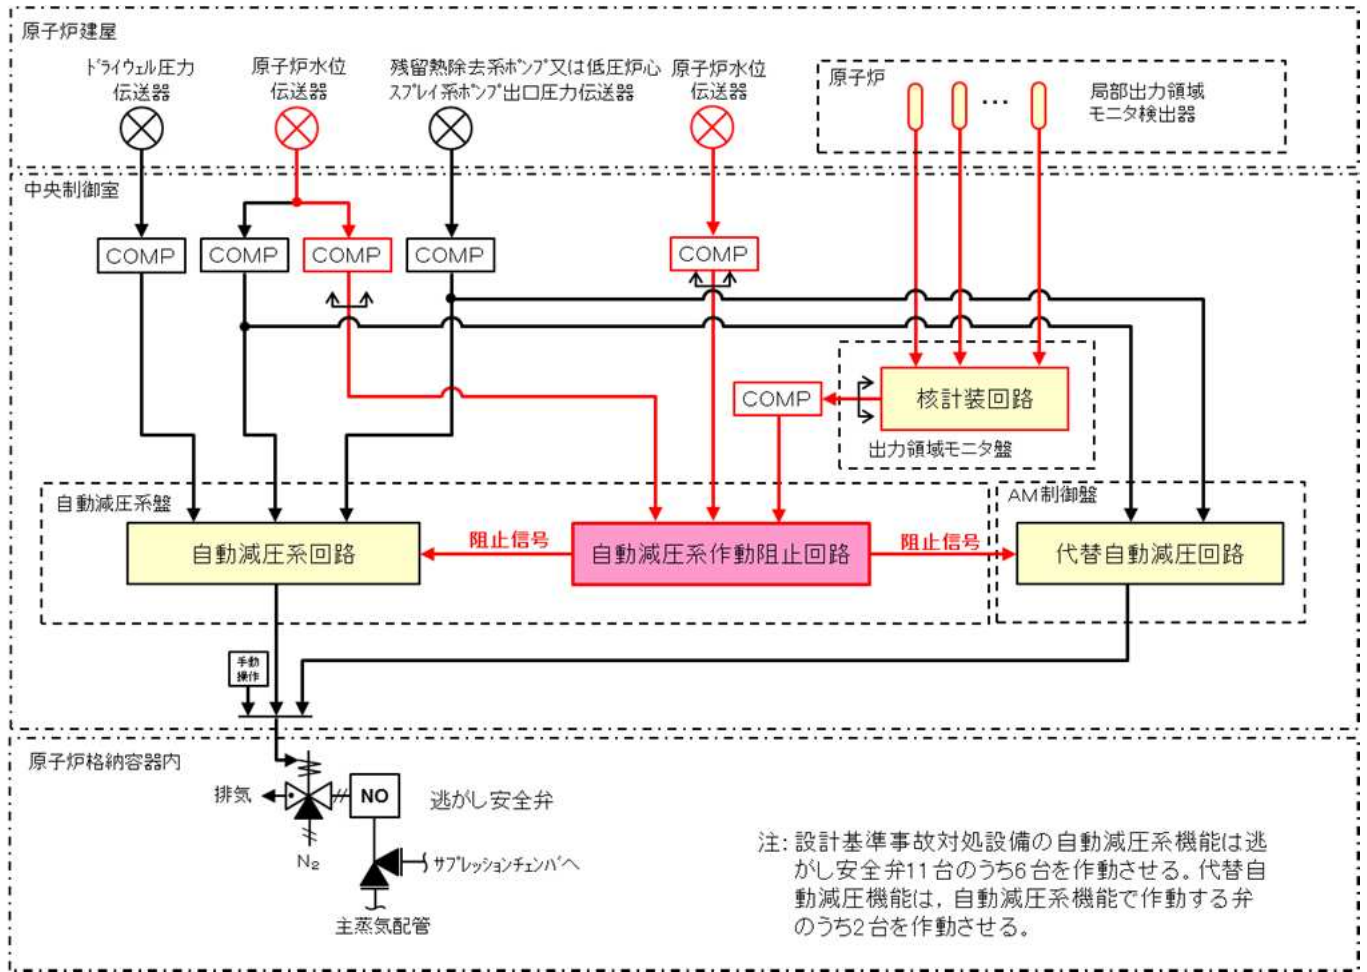 原子炉建屋
ドライウェル圧力
伝送器
原子炉水位
伝送器
残留熱除去系ポンプ又は低圧炉心
スプレイ系ポンプ出口圧力伝送器
原子炉水位
伝送器
原子炉
…
局部出力領域
モニタ検出器
中央制御室
COMP
COMP
COMP
COMP
COMP
COMP
核計装回路
出力領域モニタ盤
自動減圧系盤
AM制御盤
自動減圧系回路
阻止信号
自動減圧系作動阻止回路
阻止信号
代替自動減圧回路
手動
操作
原子炉格納容器内
排気
NO
逃がし安全弁
N₂
サプレッションチェンバへ
主蒸気配管
注: 設計基準事故対処設備の自動減圧系機能は逃
がし安全弁11台のうち6台を作動させる。代替自
動減圧機能は，自動減圧系機能で作動する弁
のうち2台を作動させる。